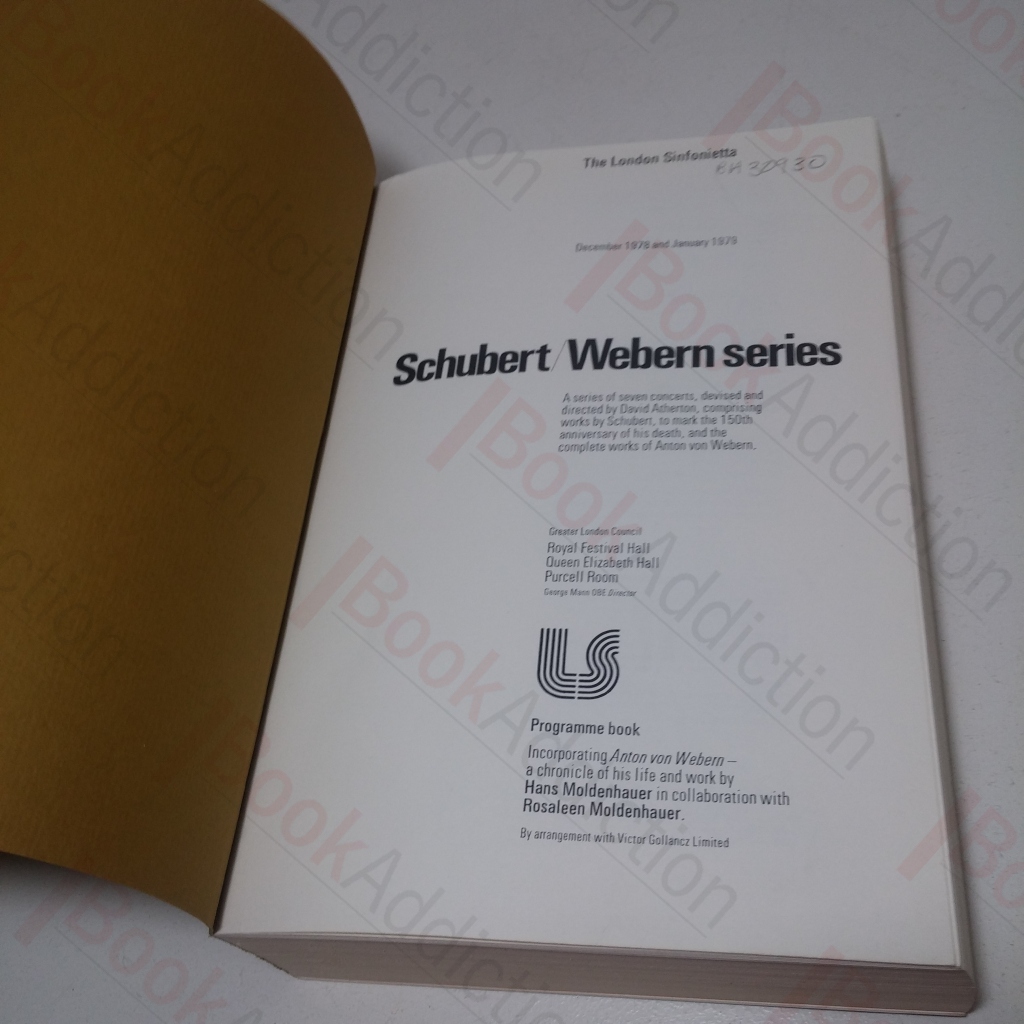 The London Sinfonietta
BH 30930
December 1978 and January 1979
Schubert/Webern series
A series of seven concerts, devised and
directed by David Atherton, comprising
works by Schubert, to mark the 150th
anniversary of his death, and the
complete works of Anton von Webern.
Greater London Council
Royal Festival Hall
Queen Elizabeth Hall
Purcell Room
George Mann OBE Director
LS
Programme book
Incorporating Anton von Webern –
a chronicle of his life and work by
Hans Moldenhauer in collaboration with
Rosaleen Moldenhauer.
By arrangement with Victor Gollancz Limited
BookAddiction